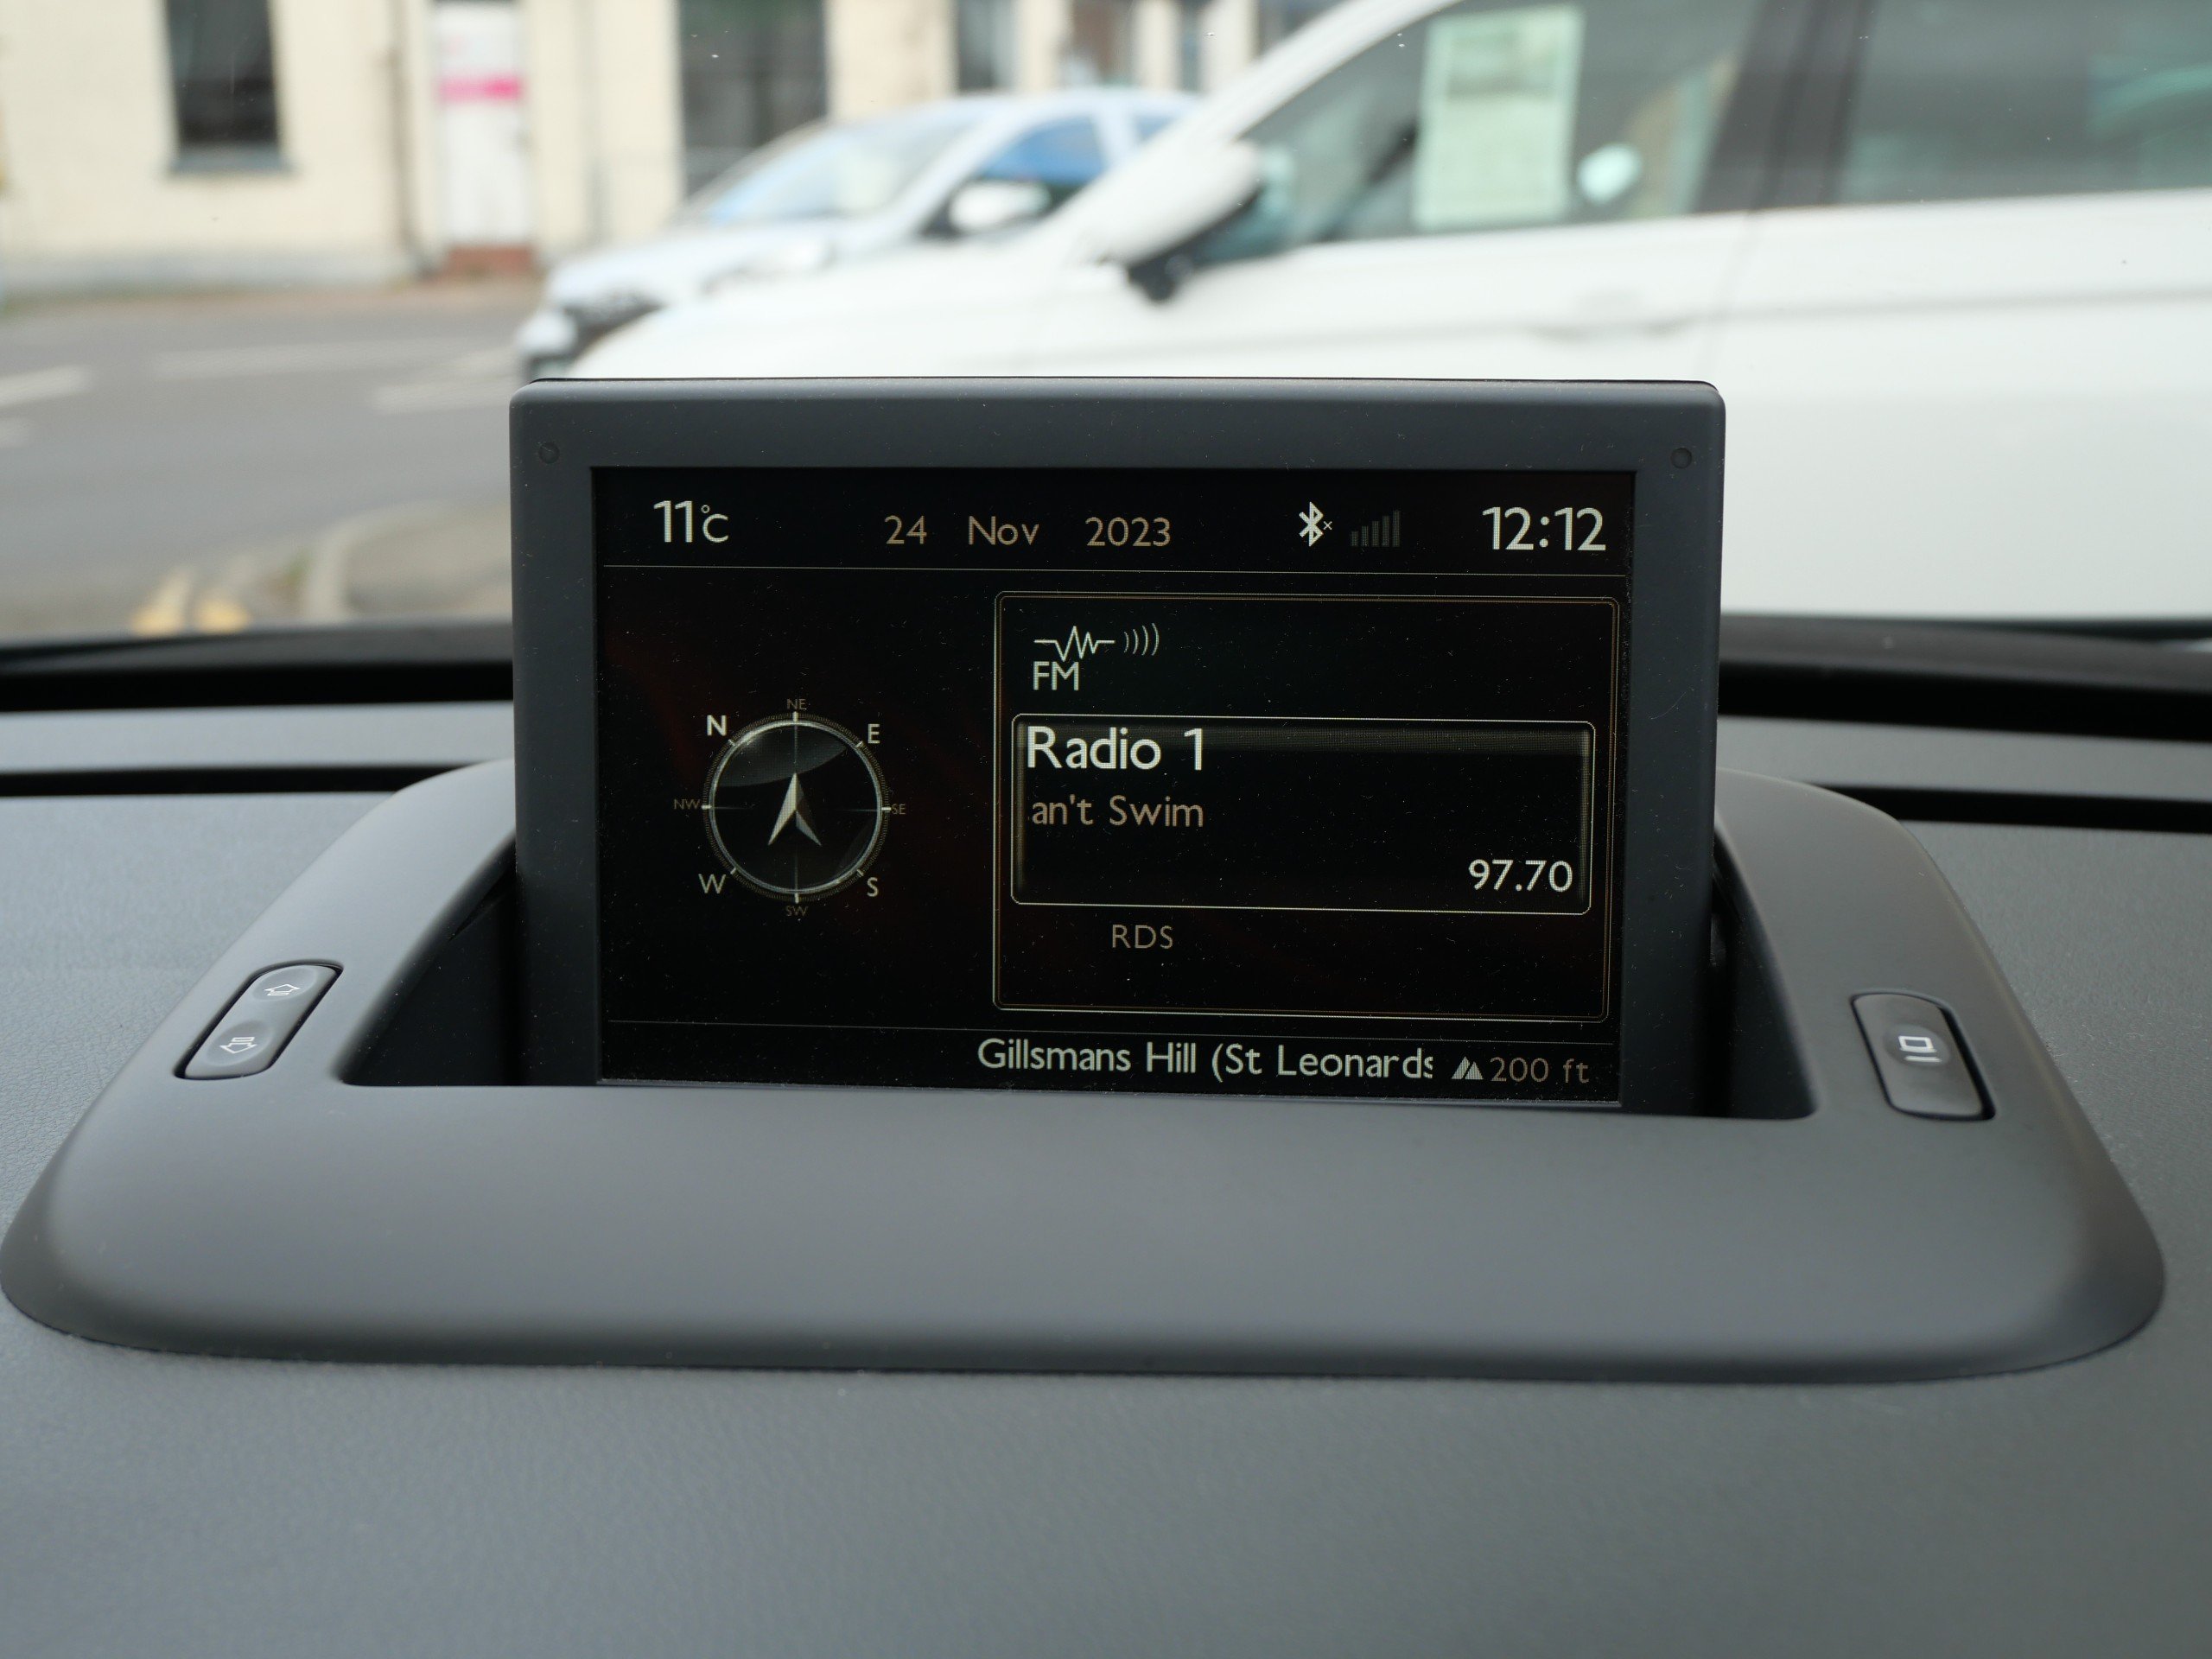 11°C 24 Nov 2023 12:12
FM
Radio 1
an't Swim
97.70
RDS
N NE E
NW SE
W SW S
Gillsmans Hill (St Leonards 200 ft